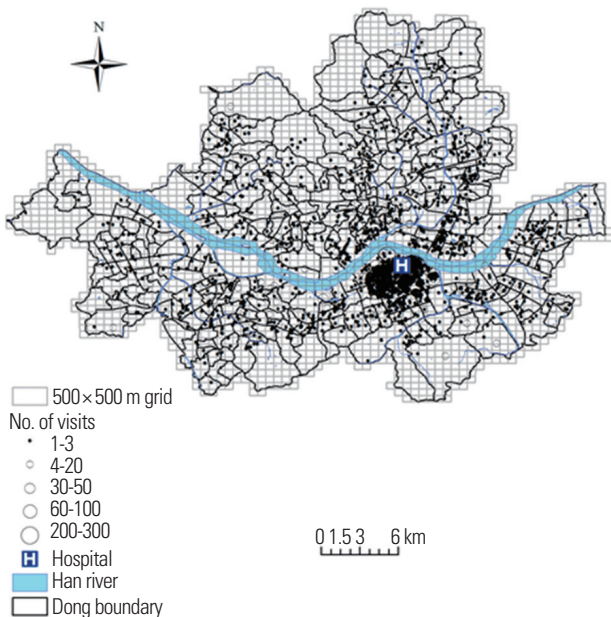 N
H
500×500 m grid
No. of visits
1-3
4-20
30-50
60-100
200-300
H Hospital
Han river
Dong boundary
0 1.5 3 6 km